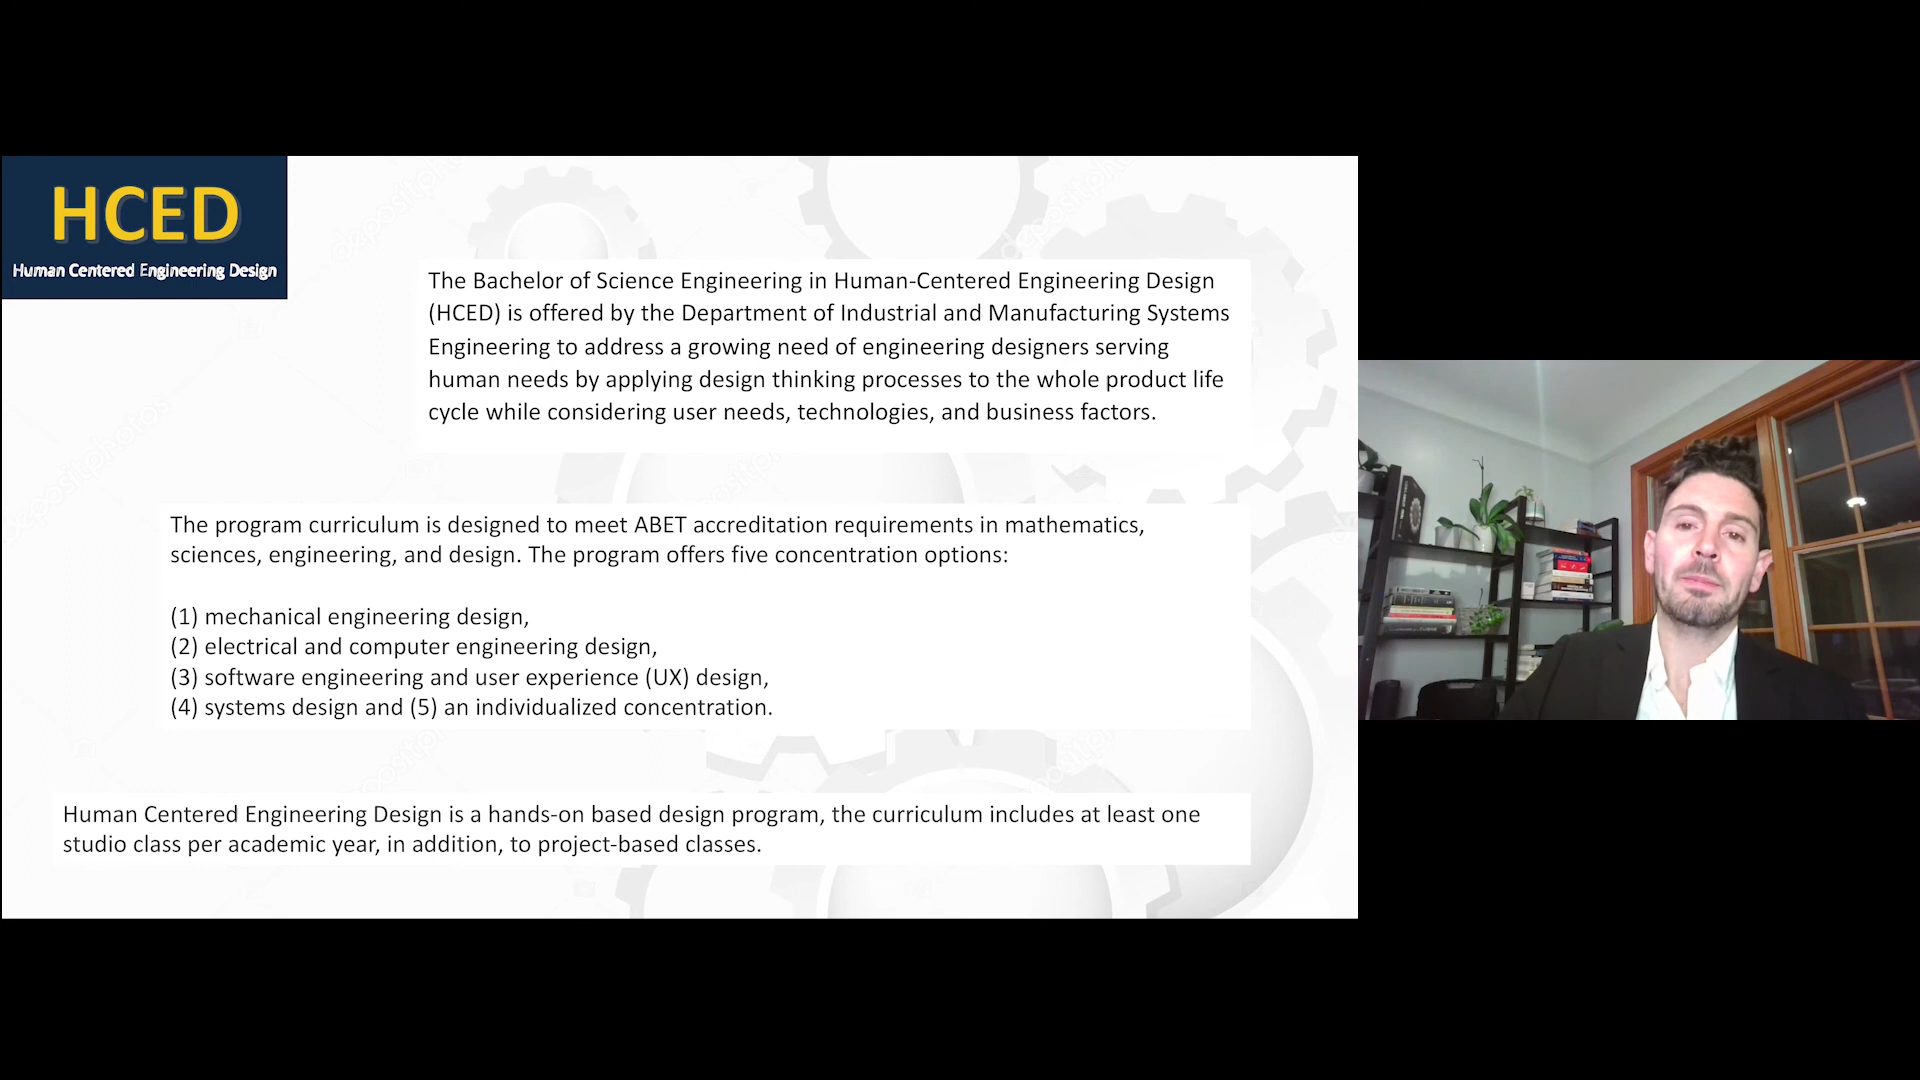 HCED
Human Centered Engineering Design
The Bachelor of Science Engineering in Human-Centered Engineering Design
(HCED) is offered by the Department of Industrial and Manufacturing Systems
Engineering to address a growing need of engineering designers serving
human needs by applying design thinking processes to the whole product life
cycle while considering user needs, technologies, and business factors.
The program curriculum is designed to meet ABET accreditation requirements in mathematics,
sciences, engineering, and design. The program offers five concentration options:
(1) mechanical engineering design,
(2) electrical and computer engineering design,
(3) software engineering and user experience (UX) design,
(4) systems design and (5) an individualized concentration.
Human Centered Engineering Design is a hands-on based design program, the curriculum includes at least one
studio class per academic year, in addition, to project-based classes.